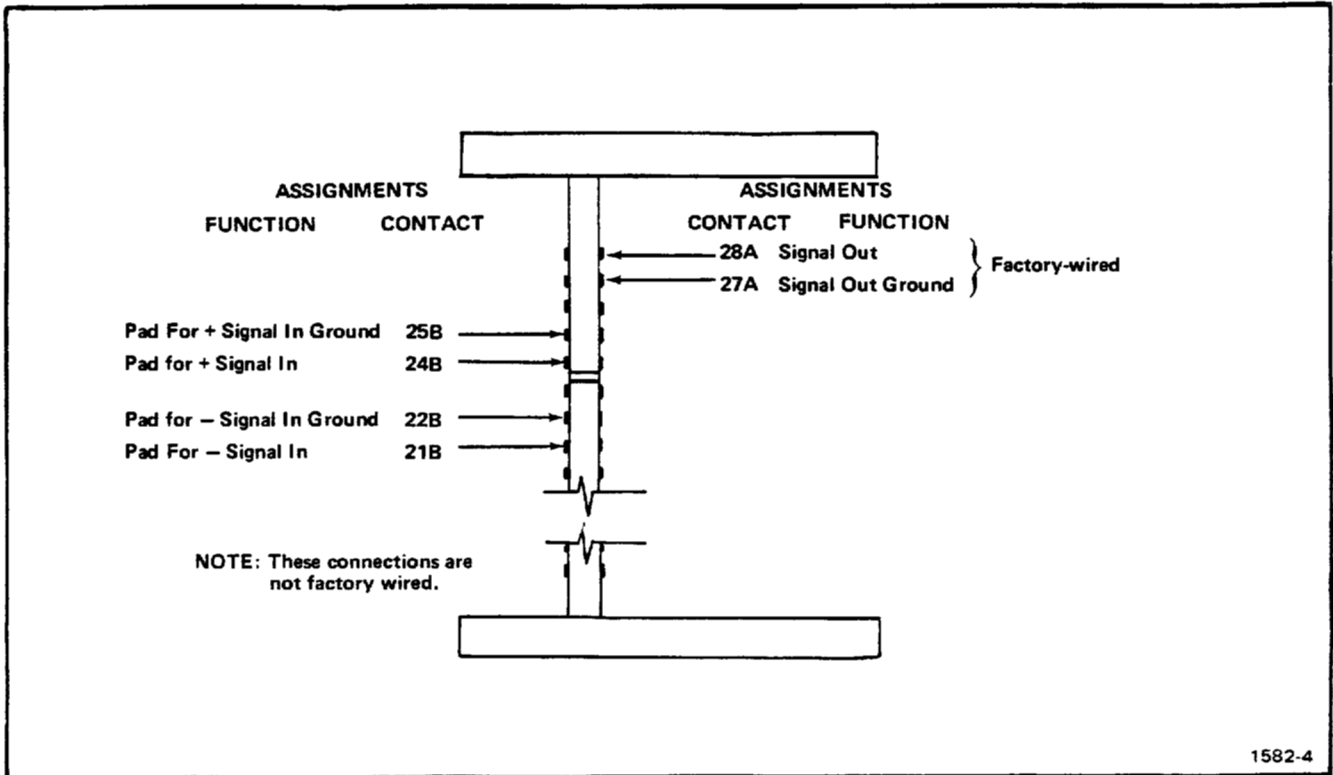 ASSIGNMENTS
FUNCTION CONTACT
Pad For + Signal In Ground 25B
Pad for + Signal In 24B
Pad for – Signal In Ground 22B
Pad For – Signal In 21B
NOTE: These connections are
not factory wired.
ASSIGNMENTS
CONTACT FUNCTION
28A Signal Out
27A Signal Out Ground
Factory-wired
1582-4